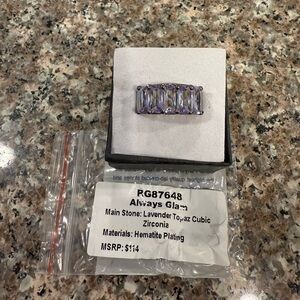 RG87648
Always Glam
Main Stone: Lavender Topaz Cubic
Zirconia
Materials: Hematite Plating
MSRP: $114